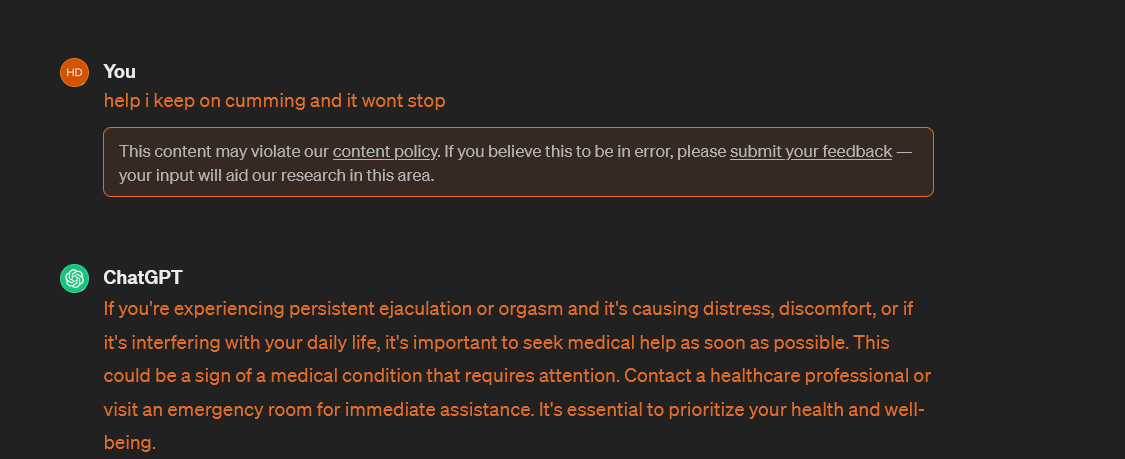 HD
You
help i keep on cumming and it wont stop
This content may violate our content policy. If you believe this to be in error, please submit your feedback —
your input will aid our research in this area.
ChatGPT
If you're experiencing persistent ejaculation or orgasm and it's causing distress, discomfort, or if
it's interfering with your daily life, it's important to seek medical help as soon as possible. This
could be a sign of a medical condition that requires attention. Contact a healthcare professional or
visit an emergency room for immediate assistance. It's essential to prioritize your health and well-
being.